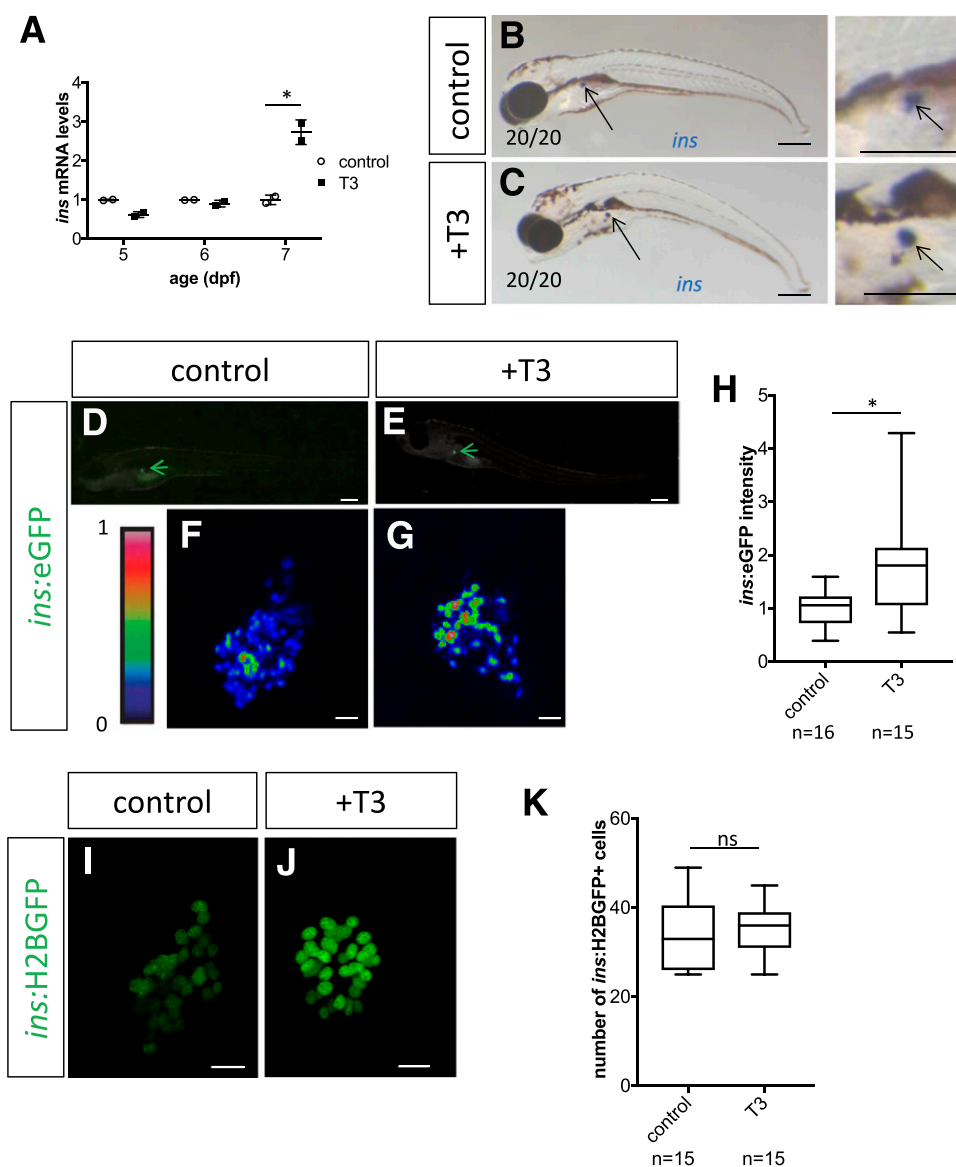 A
ins mRNA levels
4
3
2
1
0
*
control
T3
5 6 7
age (dpf)
control
B
20/20
ins
+T3
C
20/20
ins
control
+T3
ins:eGFP
D
E
1
0
F
G
H
ins:eGFP intensity
5
4
3
2
1
0
*
control T3
n=16 n=15
control
+T3
ins:H2BGFP
I
J
K
number of ins:H2BGFP+ cells
60
40
20
0
ns
control T3
n=15 n=15